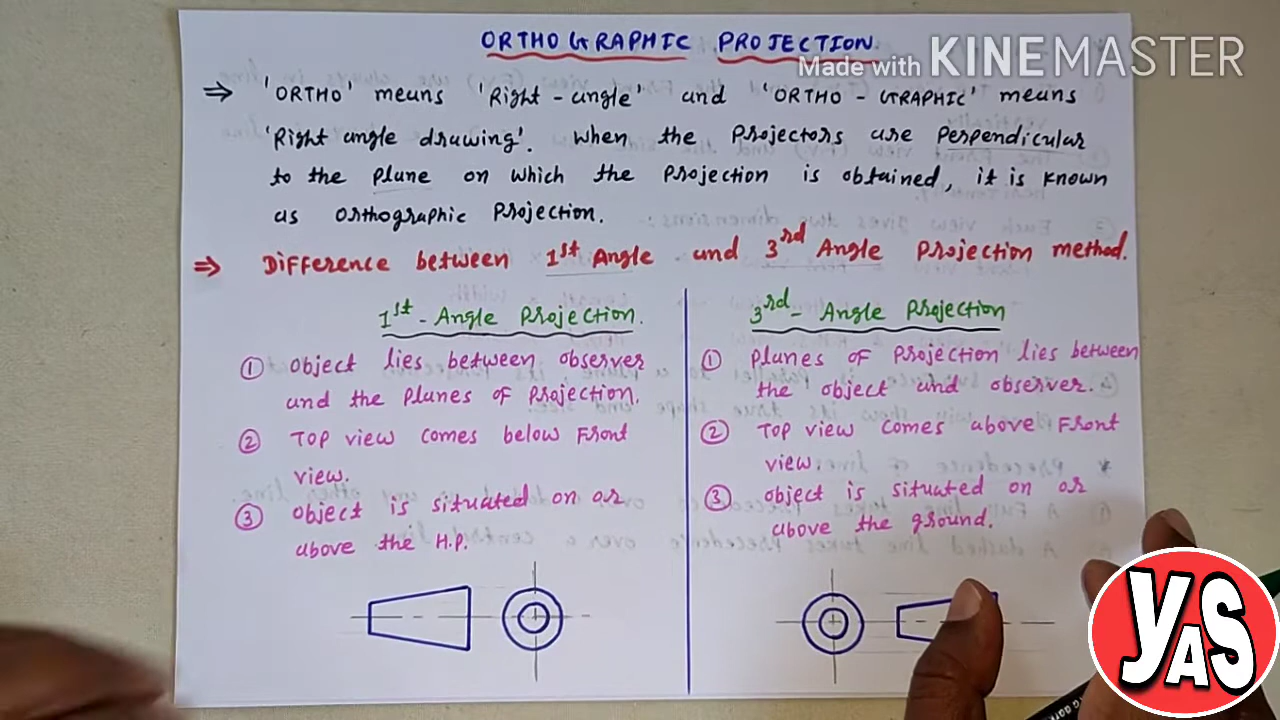 ORTHOGRAPHIC PROJECTION.
Made with KINEMASTER
⇒ 'ORTHO' means 'Right-angle' and 'ORTHO-GRAPHIC' means
'Right angle drawing'. When the projectors are perpendicular
to the plane on which the projection is obtained, it is known
as orthographic projection.
⇒ Difference between 1st Angle and 3rd Angle projection method.
1st-Angle projection.
① object lies between observer
and the planes of projection.
② Top view comes below Front
view.
③ object is situated on or
above the H.P.
3rd-Angle projection
① planes of projection lies between
the object and observer.
② Top view comes above Front
view.
③ object is situated on or
above the ground.
YAS